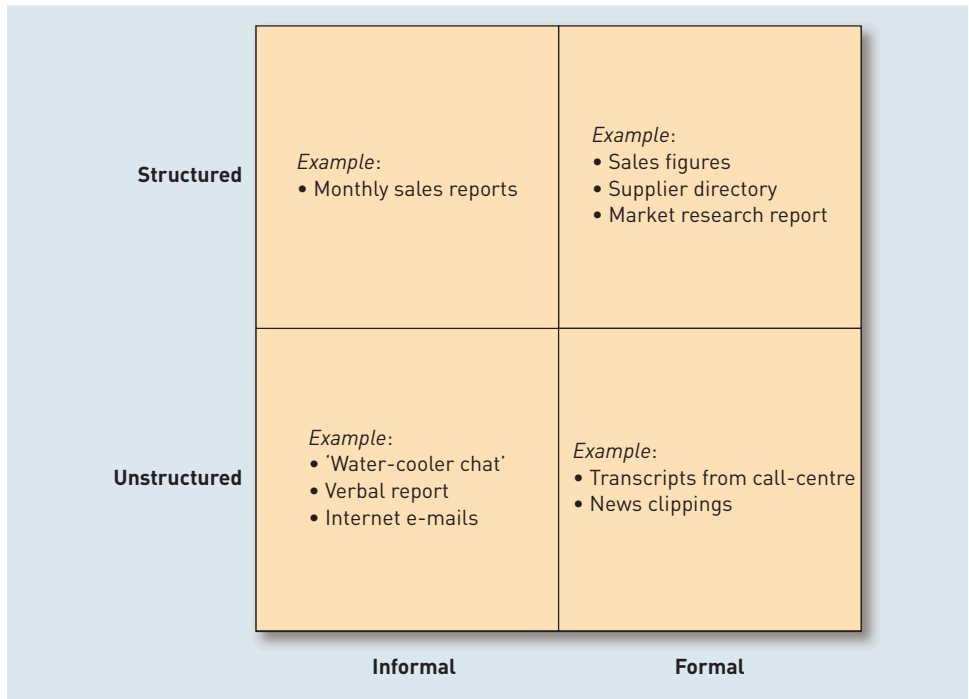 Structured
Example:
• Monthly sales reports
Example:
• Sales figures
• Supplier directory
• Market research report
Unstructured
Example:
• ‘Water-cooler chat’
• Verbal report
• Internet e-mails
Example:
• Transcripts from call-centre
• News clippings
Informal
Formal